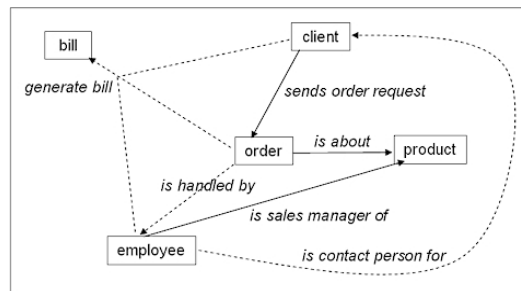 client
bill
generate bill
sends order request
order
is about
product
is handled by
is sales manager of
employee
is contact person for